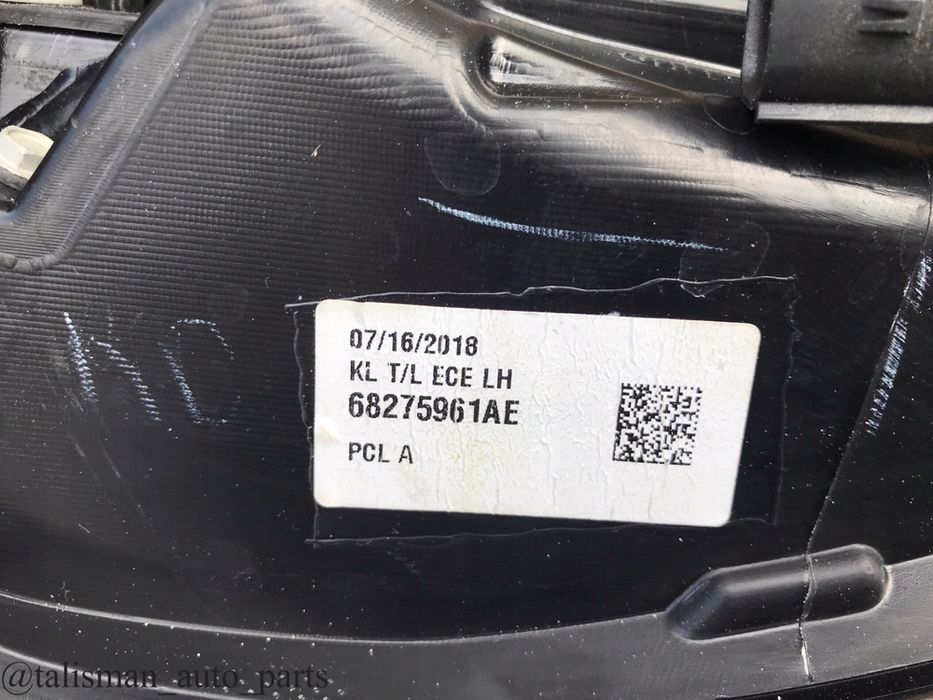 07/16/2018
KL T/L ECE LH
68275961AE
PCL A
@talisman_auto_parts